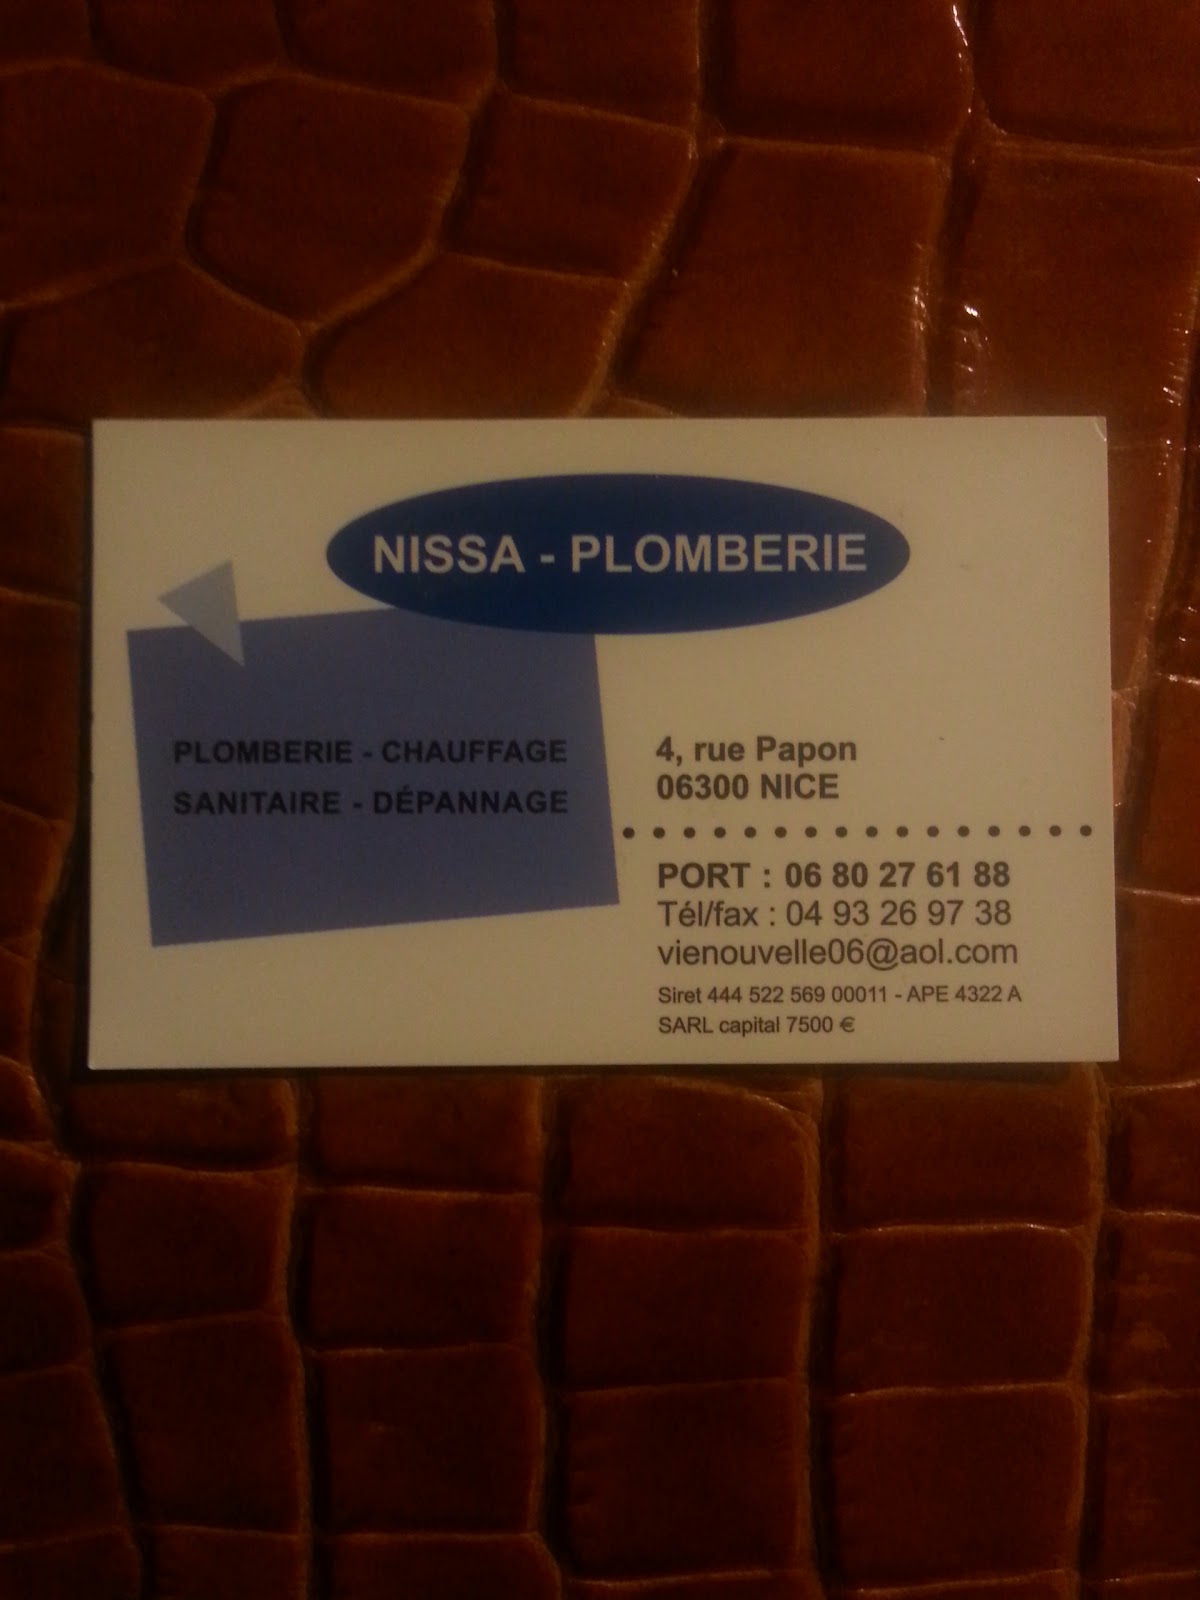 NISSA - PLOMBERIE
PLOMBERIE - CHAUFFAGE
SANITAIRE - DÉPANNAGE
4, rue Papon
06300 NICE
PORT : 06 80 27 61 88
Tél/fax : 04 93 26 97 38
vienouvelle06@aol.com
Siret 444 522 569 00011 - APE 4322 A
SARL capital 7500 €